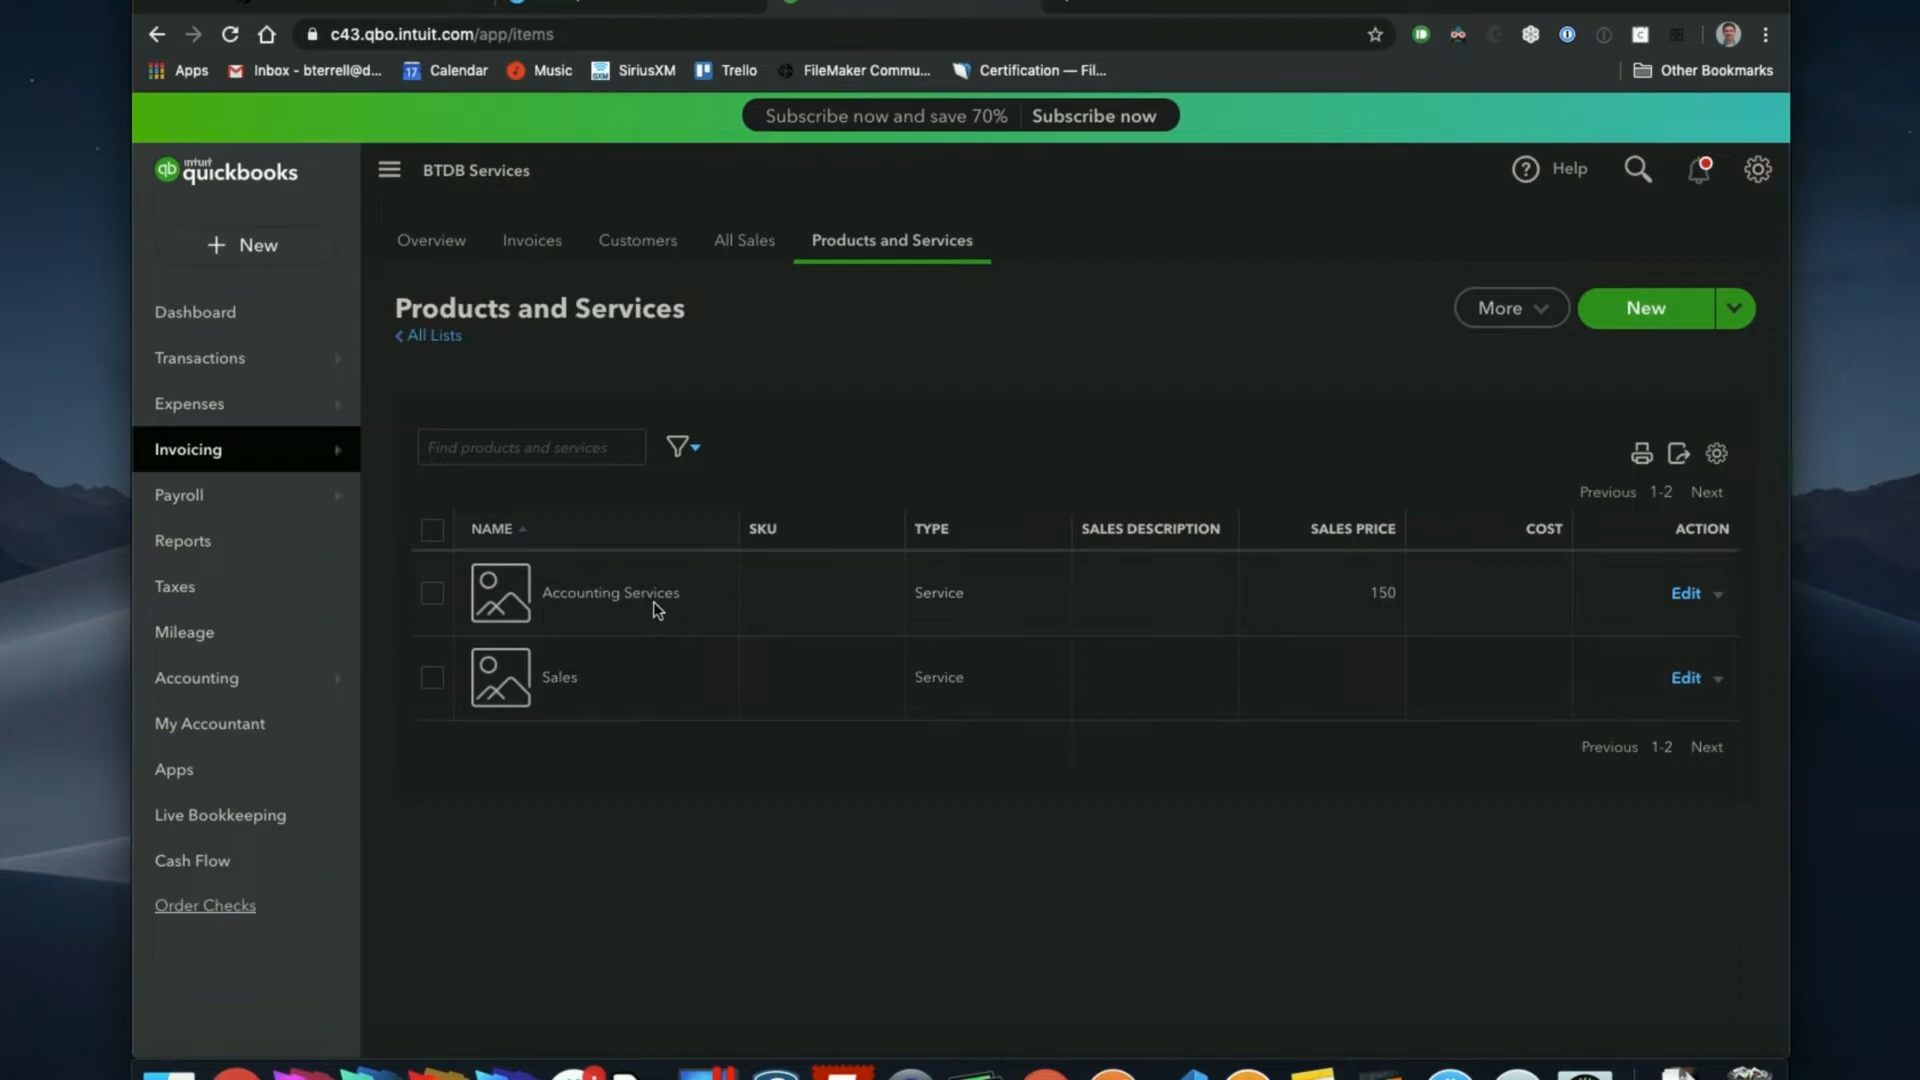 c43.qbo.intuit.com/app/items
Apps
Inbox - bterrell@d...
17
Calendar
Music
SXM
SiriusXM
Trello
FileMaker Commu...
Certification — Fil...
Other Bookmarks
Subscribe now and save 70%
Subscribe now
qb
intuit
quickbooks
BTDB Services
Help
New
Overview
Invoices
Customers
All Sales
Products and Services
Dashboard
Transactions
Expenses
Invoicing
Payroll
Reports
Taxes
Mileage
Accounting
My Accountant
Apps
Live Bookkeeping
Cash Flow
Order Checks
Products and Services
All Lists
More
New
Find products and services
Previous 1-2 Next
NAME SKU TYPE SALES DESCRIPTION SALES PRICE COST ACTION
Accounting Services Service 150 Edit
Sales Service Edit
Previous 1-2 Next